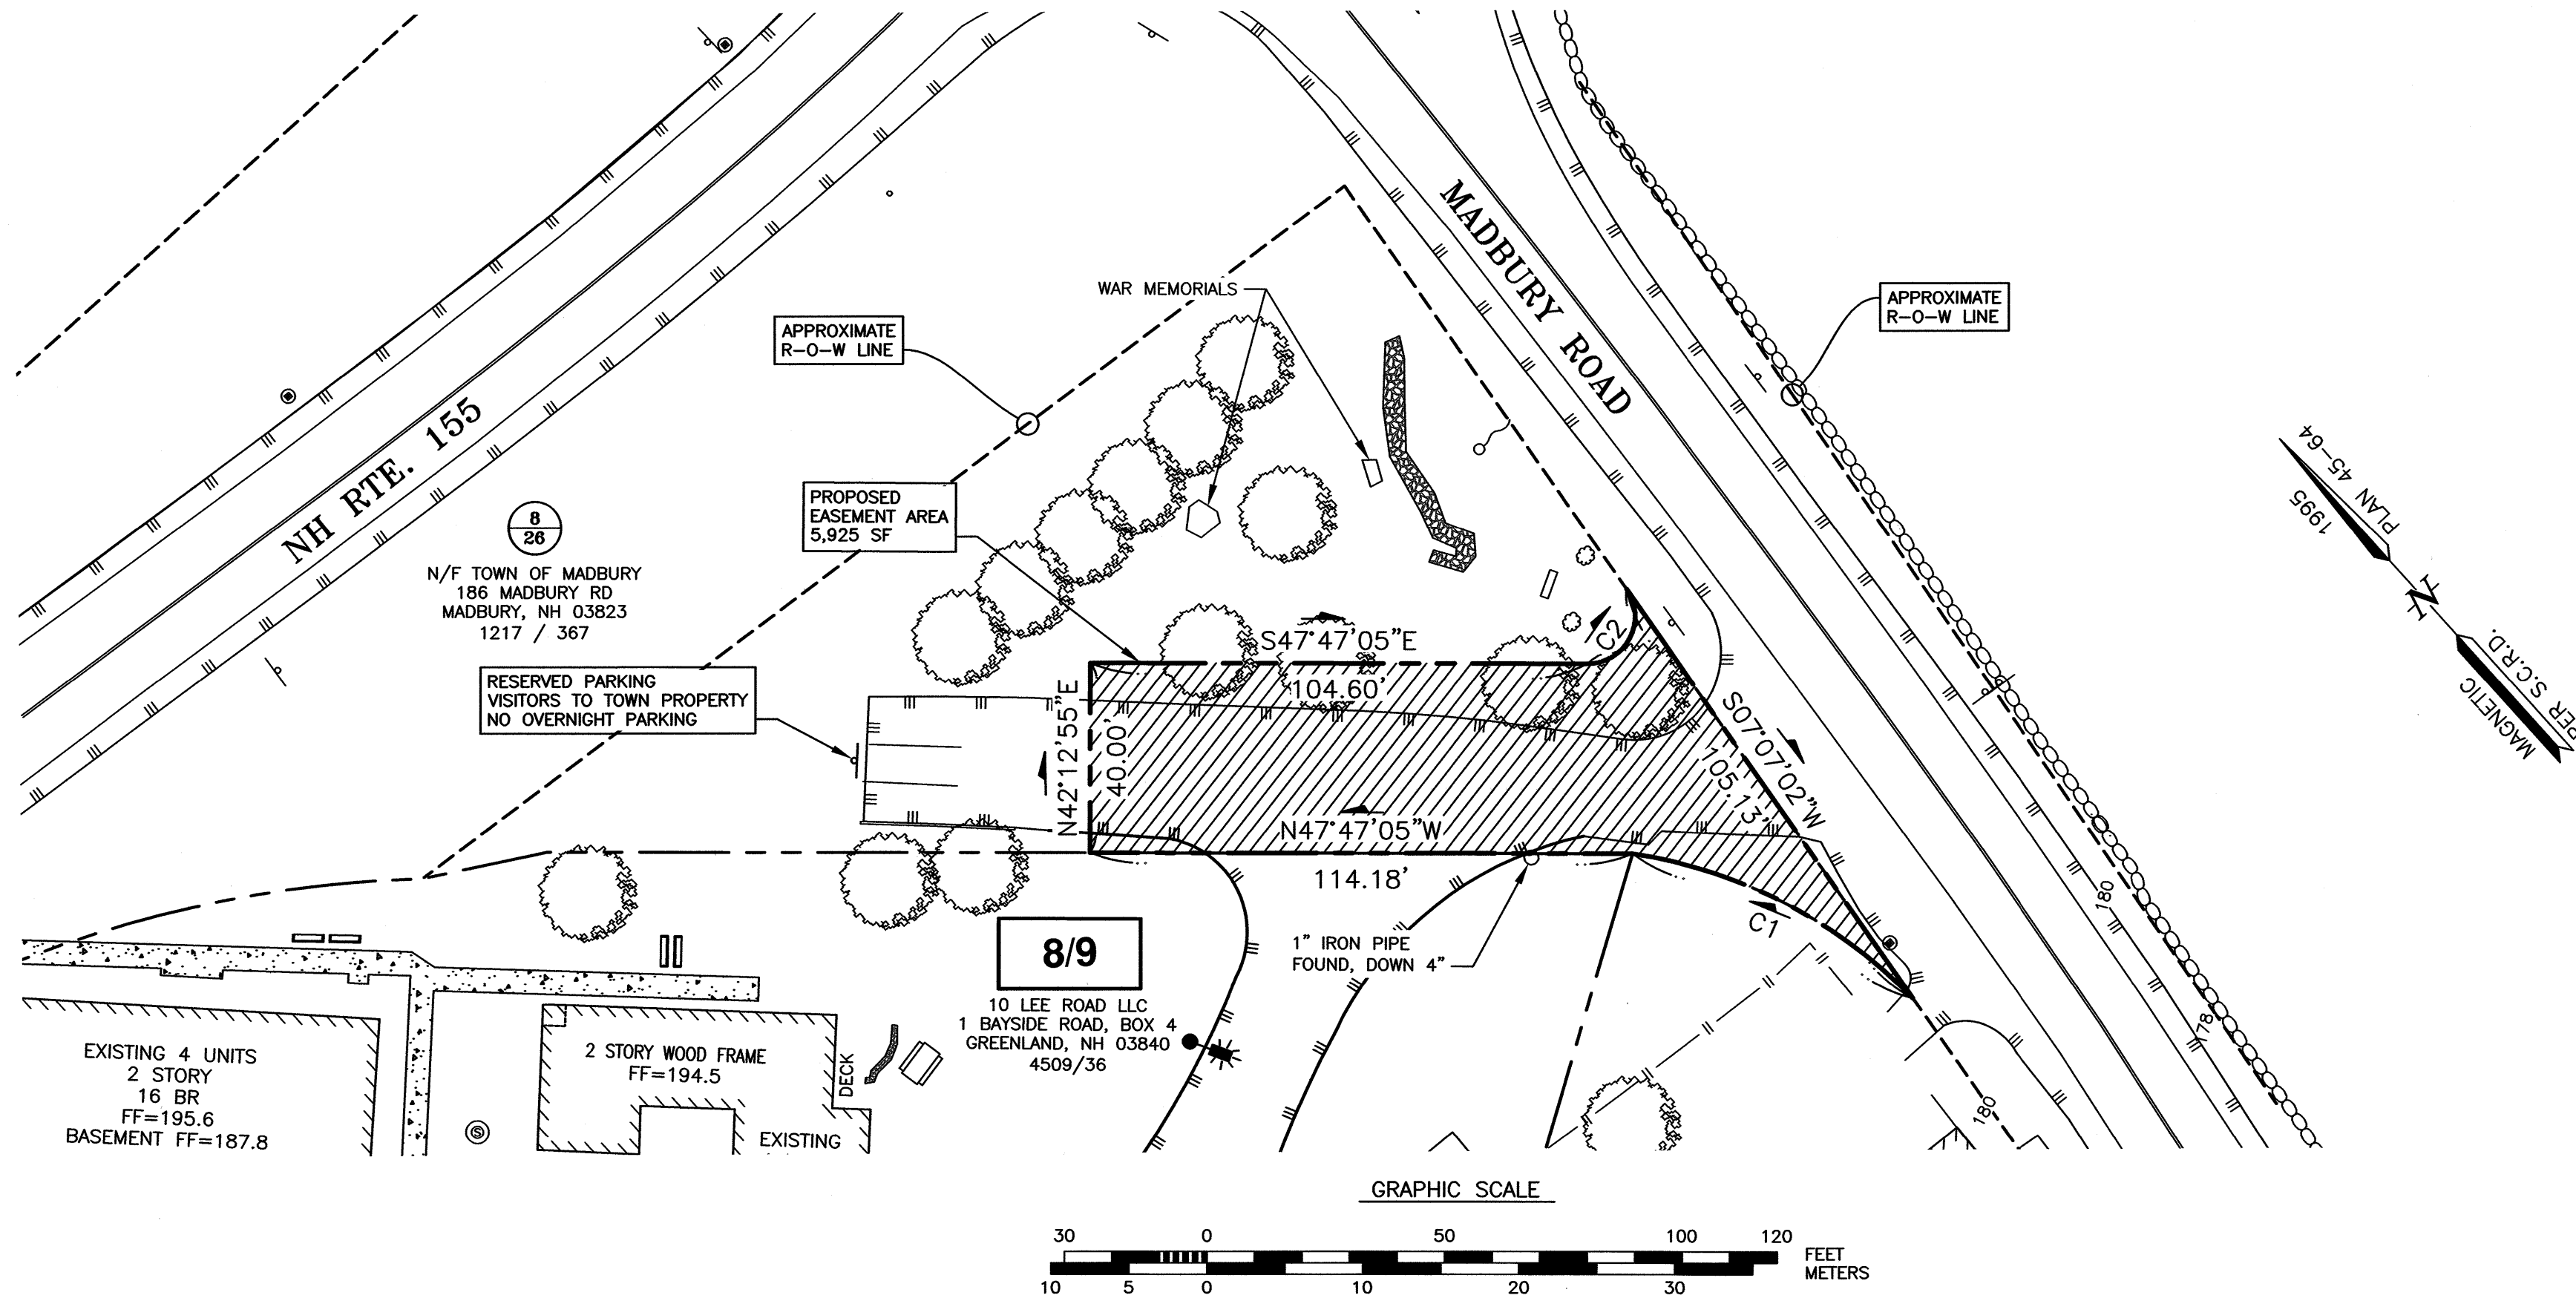 NH RTE. 155
MADBURY ROAD
WAR MEMORIALS
APPROXIMATE
R-O-W LINE
APPROXIMATE
R-O-W LINE
PROPOSED
EASEMENT AREA
5,925 SF
8
26
N/F TOWN OF MADBURY
186 MADBURY RD
MADBURY, NH 03823
1217 / 367
RESERVED PARKING
VISITORS TO TOWN PROPERTY
NO OVERNIGHT PARKING
S47°47'05"E
104.60'
C2
N42°12'55"E
40.00'
S07°07'02"W
105.13'
N47°47'05"W
114.18'
C1
1" IRON PIPE
FOUND, DOWN 4"
8/9
10 LEE ROAD LLC
1 BAYSIDE ROAD, BOX 4
GREENLAND, NH 03840
4509/36
EXISTING 4 UNITS
2 STORY
16 BR
FF=195.6
BASEMENT FF=187.8
S
2 STORY WOOD FRAME
FF=194.5
DECK
EXISTING
180
178
180
1995
PLAN 45-64
N
MAGNETIC
PER S.C.R.D.
GRAPHIC SCALE
30 0 50 100 120
FEET
METERS
10 5 0 10 20 30